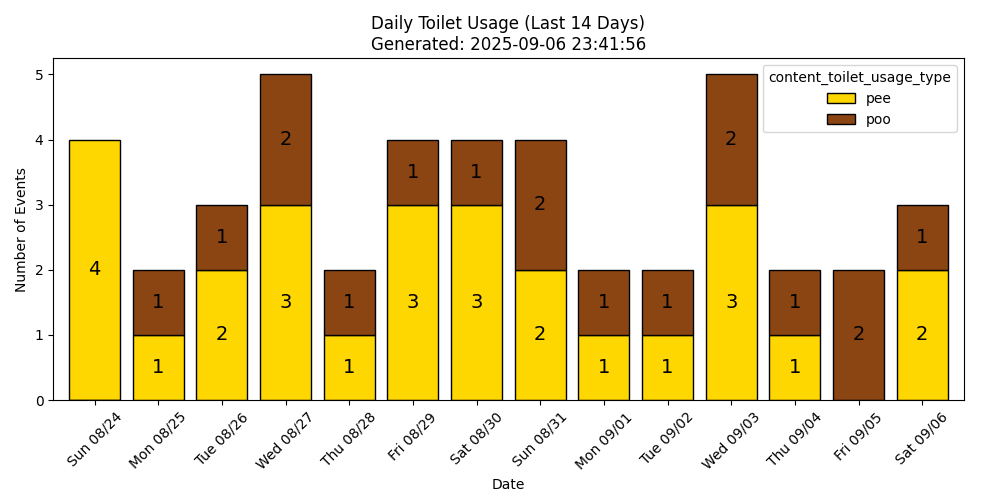 Daily Toilet Usage (Last 14 Days)
Generated: 2025-09-06 23:41:56
content_toilet_usage_type
pee
poo
Number of Events
5
4
3
2
1
0
4
1
1
2
1
3
2
1
1
3
1
3
1
2
2
1
1
1
1
3
2
1
1
2
2
1
Sun 08/24
Mon 08/25
Tue 08/26
Wed 08/27
Thu 08/28
Fri 08/29
Sat 08/30
Sun 08/31
Mon 09/01
Tue 09/02
Wed 09/03
Thu 09/04
Fri 09/05
Sat 09/06
Date